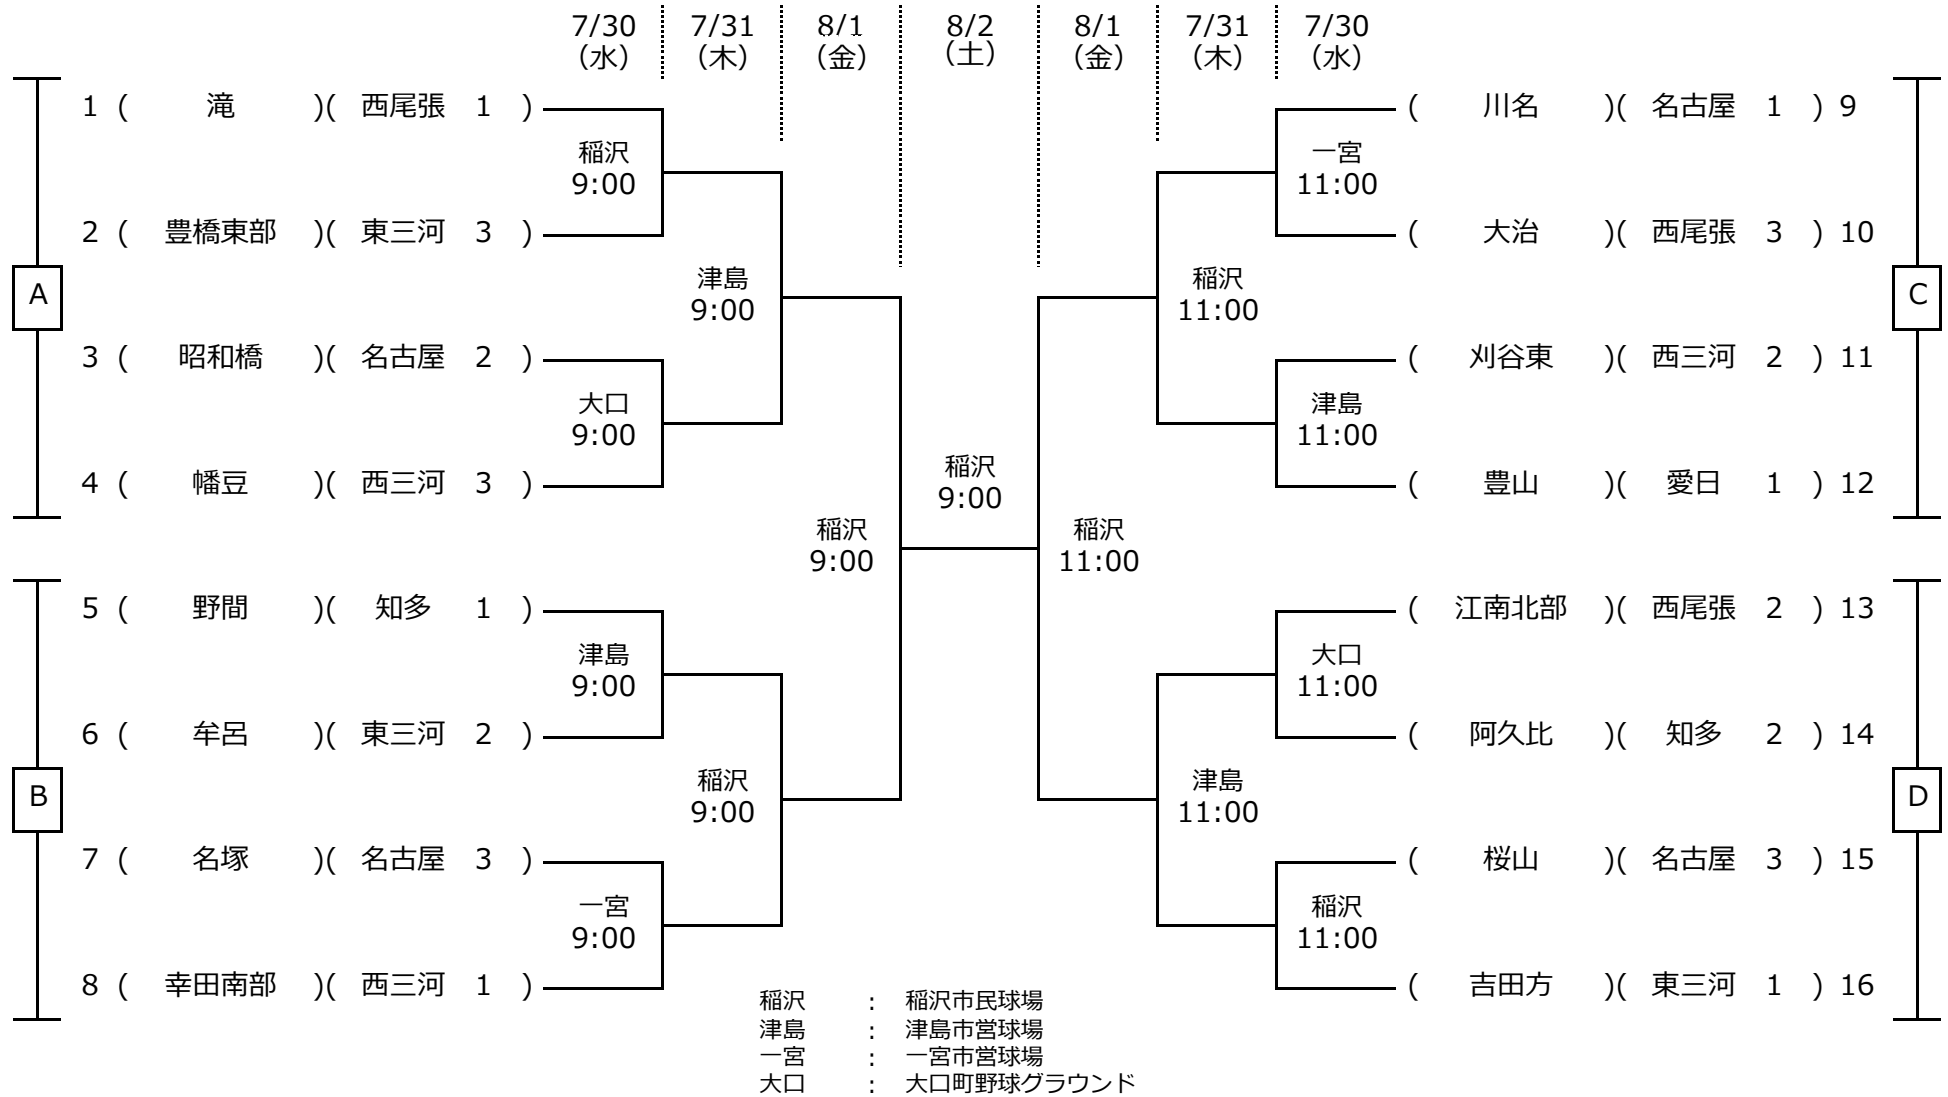 7/30 7/31 8/1 8/2 8/1 7/31 7/30
（水） （木） （金） （土） （金） （木） （水）
1 ( 滝 )( 西尾張 1 ) ( 川名 )( 名古屋 1 ) 9
稲沢 一宮
9:00 11:00
2 ( 豊橋東部 )( 東三河 3 ) ( 大治 )( 西尾張 3 ) 10
津島 稲沢
A C
9:00 11:00
3 ( 昭和橋 )( 名古屋 2 ) ( 刈谷東 )( 西三河 2 ) 11
大口 津島
9:00 11:00
稲沢
4 ( 幡豆 )( 西三河 3 ) ( 豊山 )( 愛日 1 ) 12
9:00
稲沢 稲沢
9:00 11:00
5 ( 野間 )( 知多 1 ) ( 江南北部 )( 西尾張 2 ) 13
津島 大口
9:00 11:00
6 ( 牟呂 )( 東三河 2 ) ( 阿久比 )( 知多 2 ) 14
稲沢 津島
B D
9:00 11:00
7 ( 名塚 )( 名古屋 3 ) ( 桜山 )( 名古屋 3 ) 15
一宮 稲沢
9:00 11:00
8 ( 幸田南部 )( 西三河 1 ) ( 吉田方 )( 東三河 1 ) 16
稲沢 : 稲沢市民球場
津島 : 津島市営球場
一宮 : 一宮市営球場
大口 : 大口町野球グラウンド